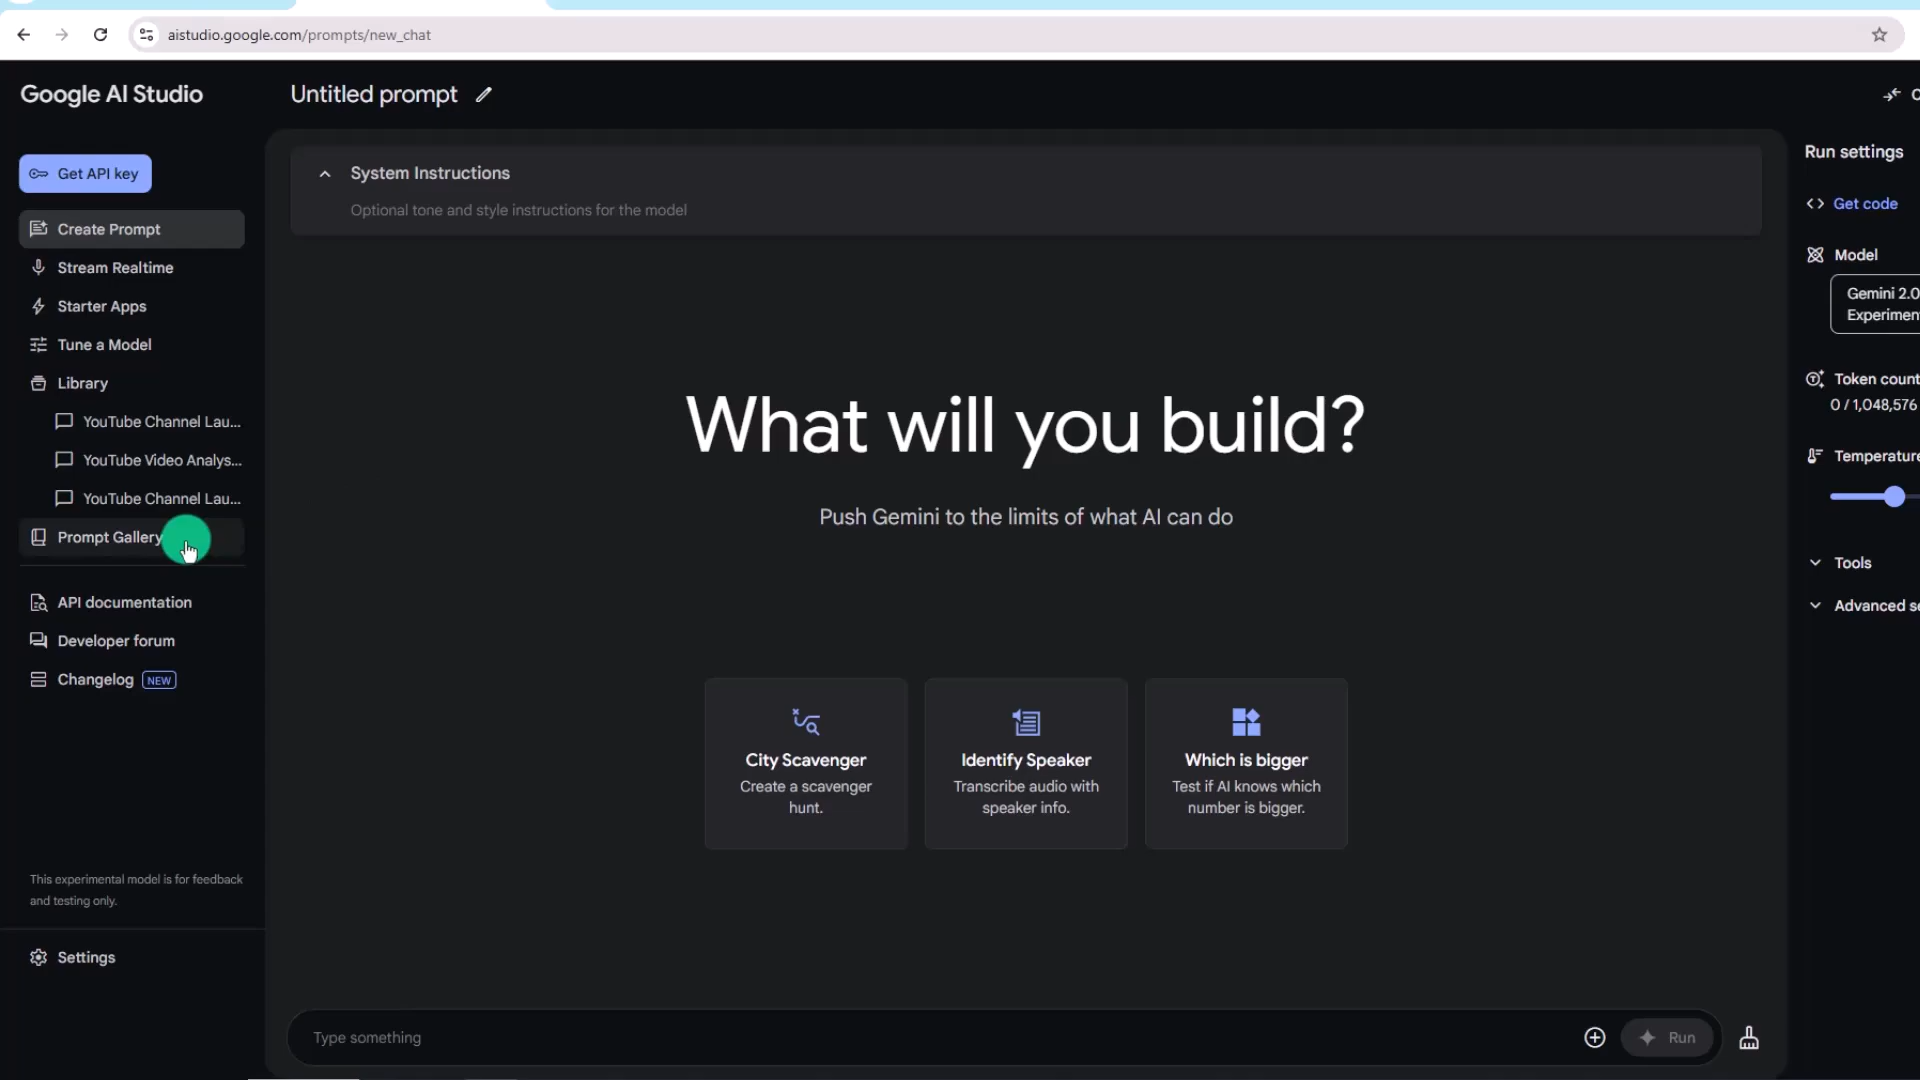 aistudio.google.com/prompts/new_chat
Google AI Studio
Untitled prompt
Get API key
Create Prompt
Stream Realtime
Starter Apps
Tune a Model
Library
YouTube Channel Lau...
YouTube Video Analys...
YouTube Channel Lau...
Prompt Gallery
API documentation
Developer forum
Changelog NEW
This experimental model is for feedback
and testing only.
Settings
System Instructions
Optional tone and style instructions for the model
What will you build?
Push Gemini to the limits of what AI can do
City Scavenger
Create a scavenger
hunt.
Identify Speaker
Transcribe audio with
speaker info.
Which is bigger
Test if AI knows which
number is bigger.
Type something
Run
Run settings
Get code
Model
Gemini 2.0
Experimen
Token count
0 / 1,048,576
Temperature
Tools
Advanced se